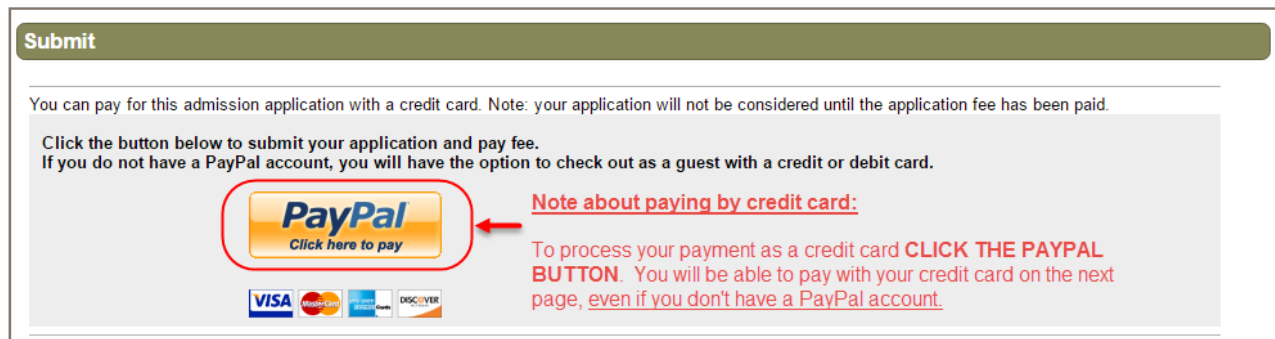 Submit
You can pay for this admission application with a credit card. Note: your application will not be considered until the application fee has been paid.
Click the button below to submit your application and pay fee.
If you do not have a PayPal account, you will have the option to check out as a guest with a credit or debit card.
PayPal
Click here to pay
Note about paying by credit card:
To process your payment as a credit card CLICK THE PAYPAL
BUTTON. You will be able to pay with your credit card on the next
page, even if you don't have a PayPal account.
VISA MasterCard Cards DISCOVER